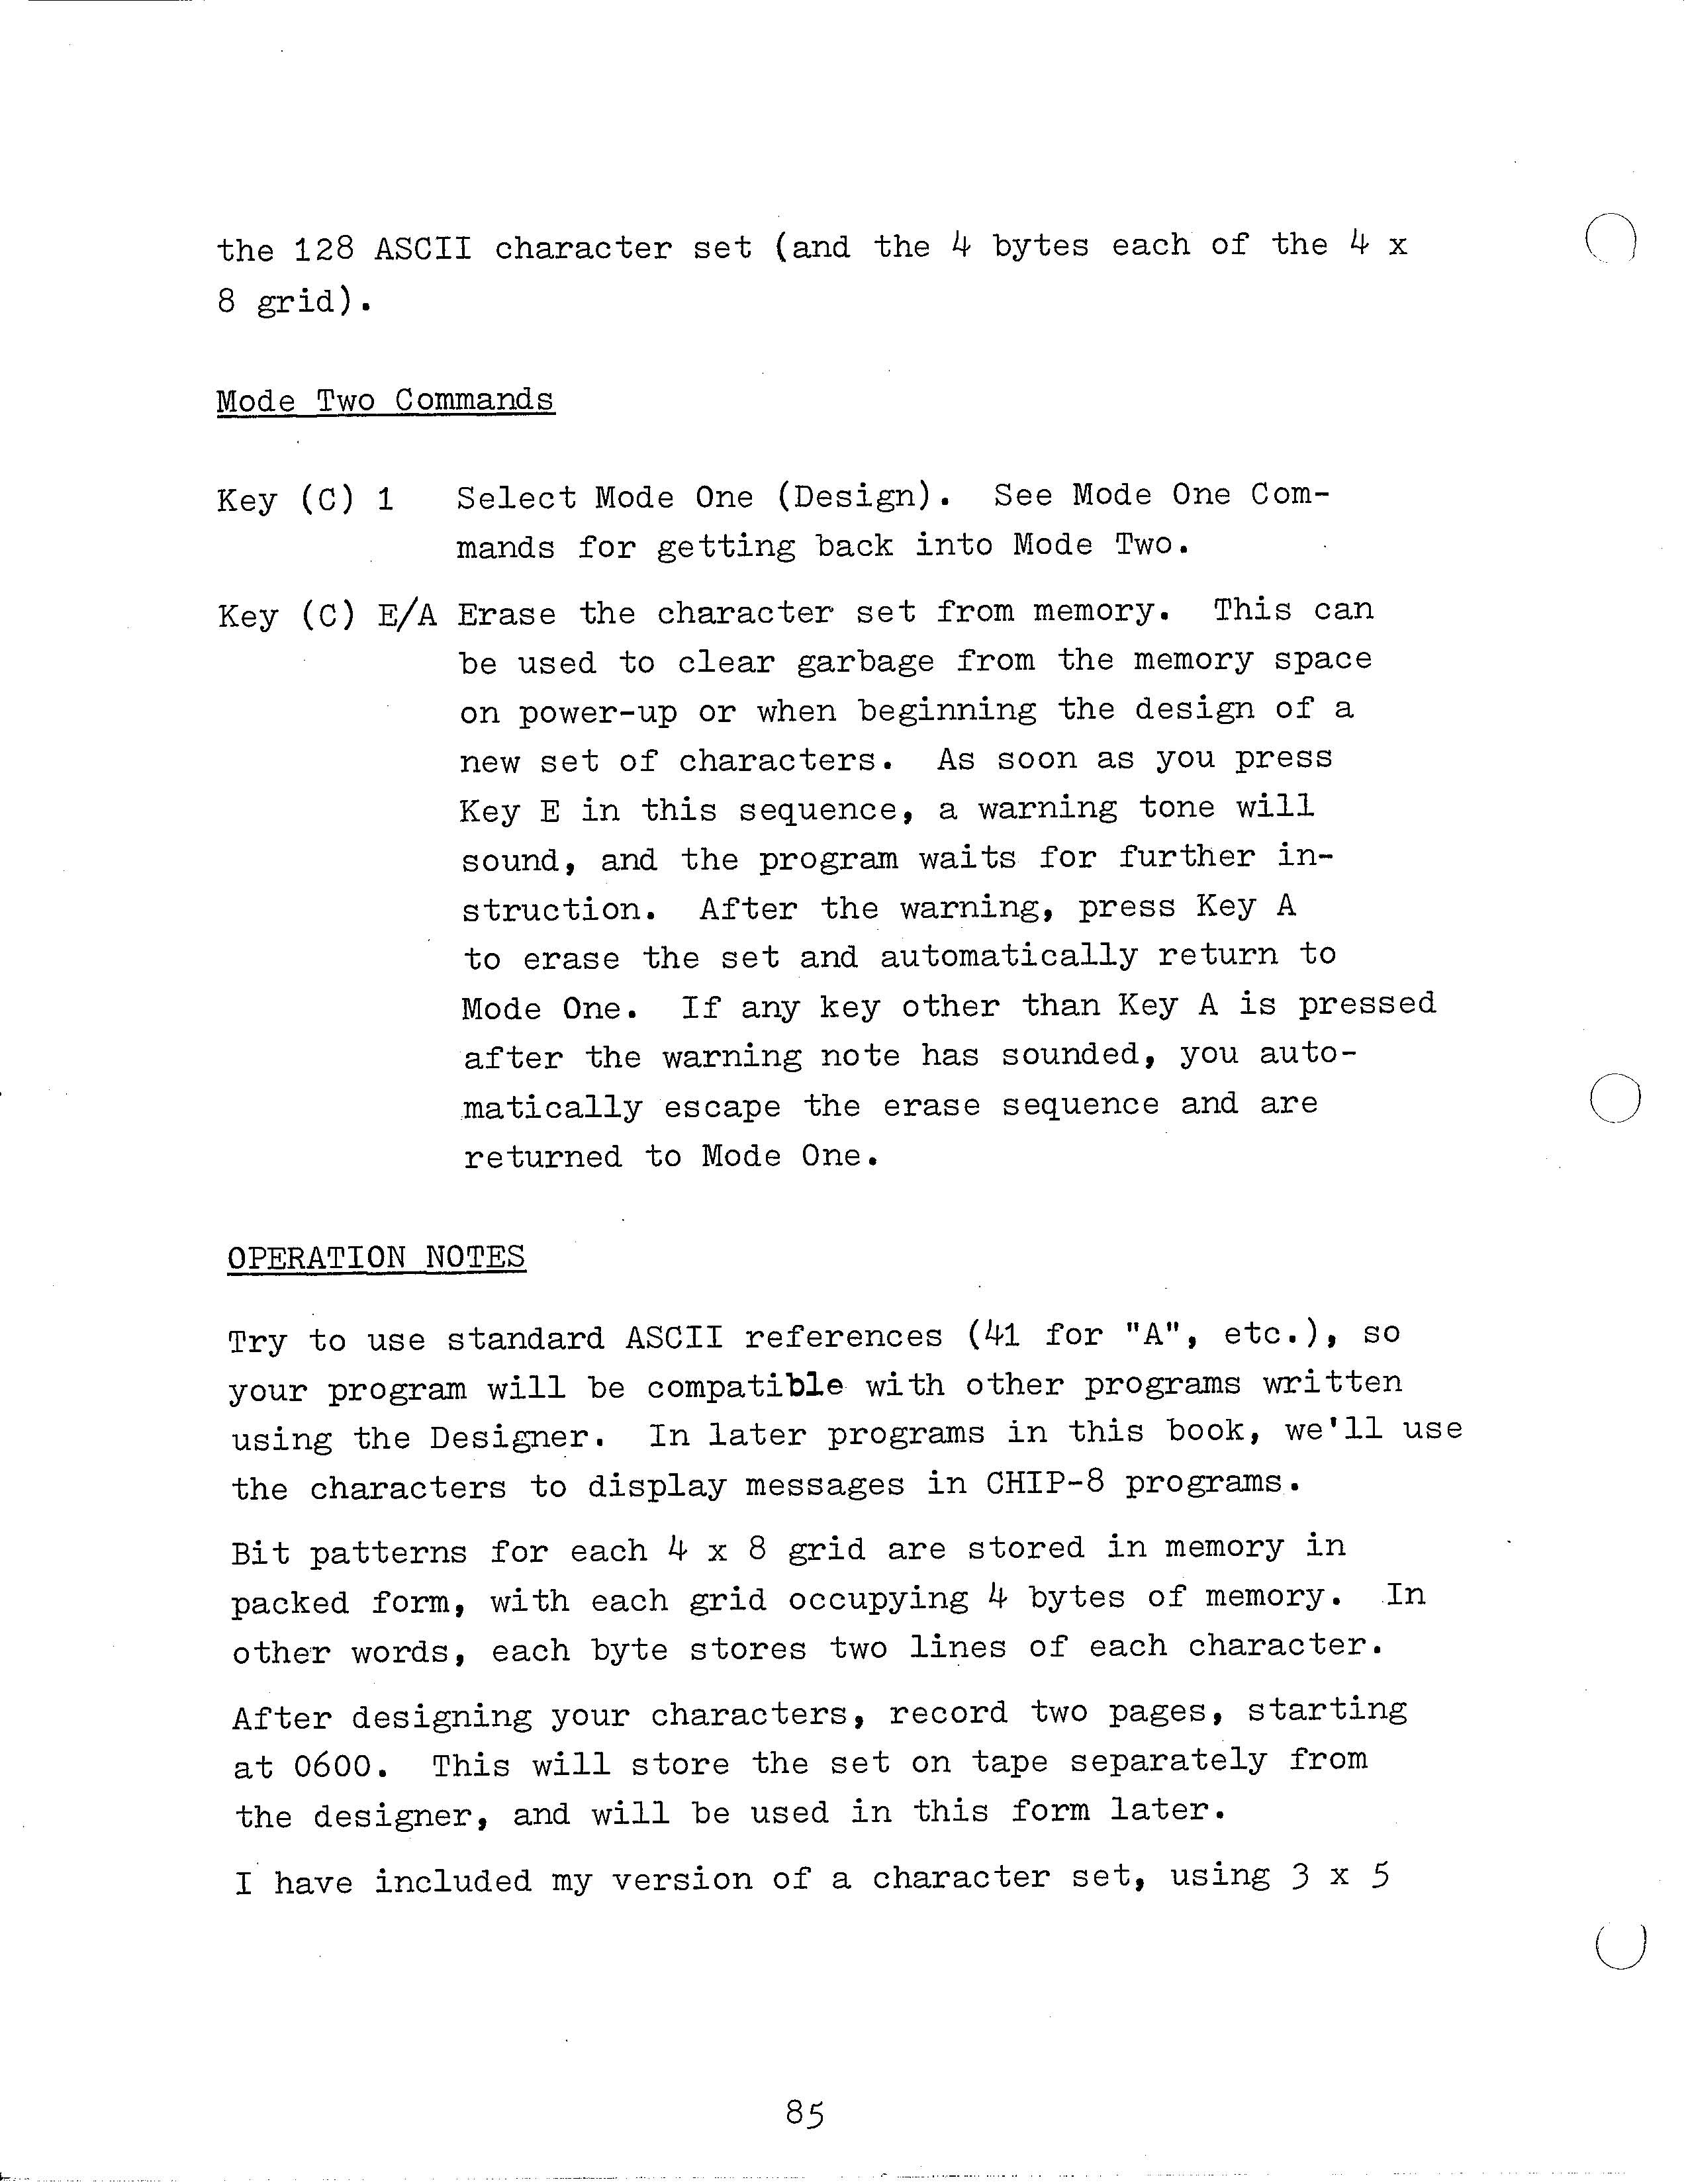 the 128 ASCII character set (and the 4 bytes each of the 4 x
8 grid).
Mode Two Commands
Key (C) 1 Select Mode One (Design). See Mode One Com-
mands for getting back into Mode Two.
Key (C) E/A Erase the character set from memory. This can
be used to clear garbage from the memory space
on power-up or when beginning the design of a
new set of characters. As soon as you press
Key E in this sequence, a warning tone will
sound, and the program waits for further in-
struction. After the warning, press Key A
to erase the set and automatically return to
Mode One. If any key other than Key A is pressed
after the warning note has sounded, you auto-
matically escape the erase sequence and are
returned to Mode One.
OPERATION NOTES
Try to use standard ASCII references (41 for "A", etc.), so
your program will be compatible with other programs written
using the Designer. In later programs in this book, we'll use
the characters to display messages in CHIP-8 programs.
Bit patterns for each 4 x 8 grid are stored in memory in
packed form, with each grid occupying 4 bytes of memory. In
other words, each byte stores two lines of each character.
After designing your characters, record two pages, starting
at 0600. This will store the set on tape separately from
the designer, and will be used in this form later.
I have included my version of a character set, using 3 x 5
85